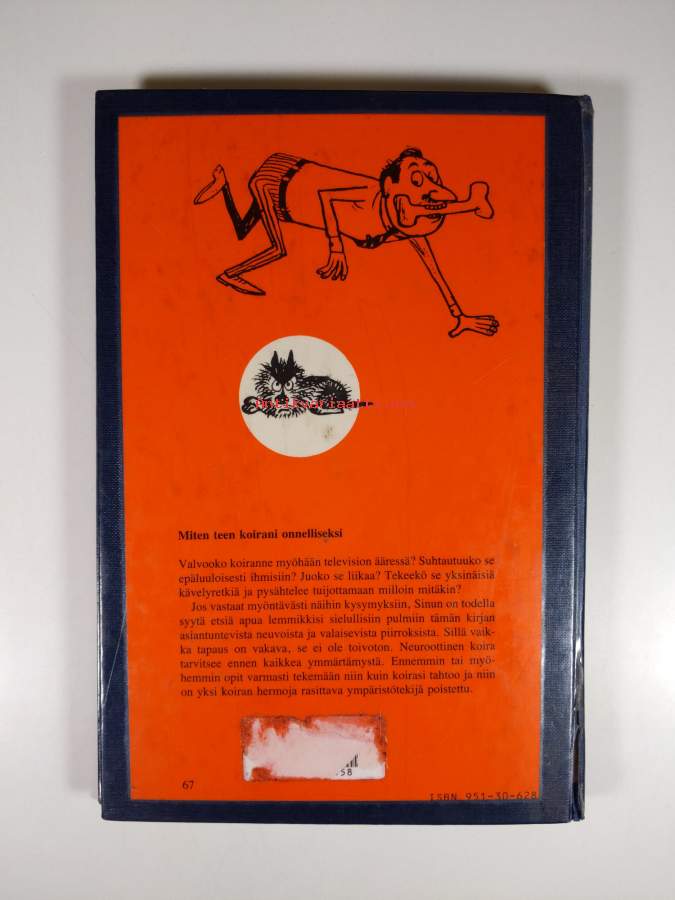 antikvariaatti
Miten teen koirani onnelliseksi
Valvooko koiranne myöhään television ääressä? Suhtautuuko se
epäluuloisesti ihmisiin? Juoko se liikaa? Tekeekö se yksinäisiä
kävelyretkiä ja pysähtelee tuijottamaan milloin mitäkin?
Jos vastaat myöntävästi näihin kysymyksiin, Sinun on todella
syytä etsiä apua lemmikkisi sielullisiin pulmiin tämän kirjan
asiantuntevista neuvoista ja valaisevista piirroksista. Sillä vaik-
ka tapaus on vakava, se ei ole toivoton. Neuroottinen koira
tarvitsee ennen kaikkea ymmärtämystä. Ennemmin tai myö-
hemmin opit varmasti tekemään niin kuin koirasi tahtoo ja niin
on yksi koiran hermoja rasittava ympäristötekijä poistettu.
58
67
ISBN 951-30-628